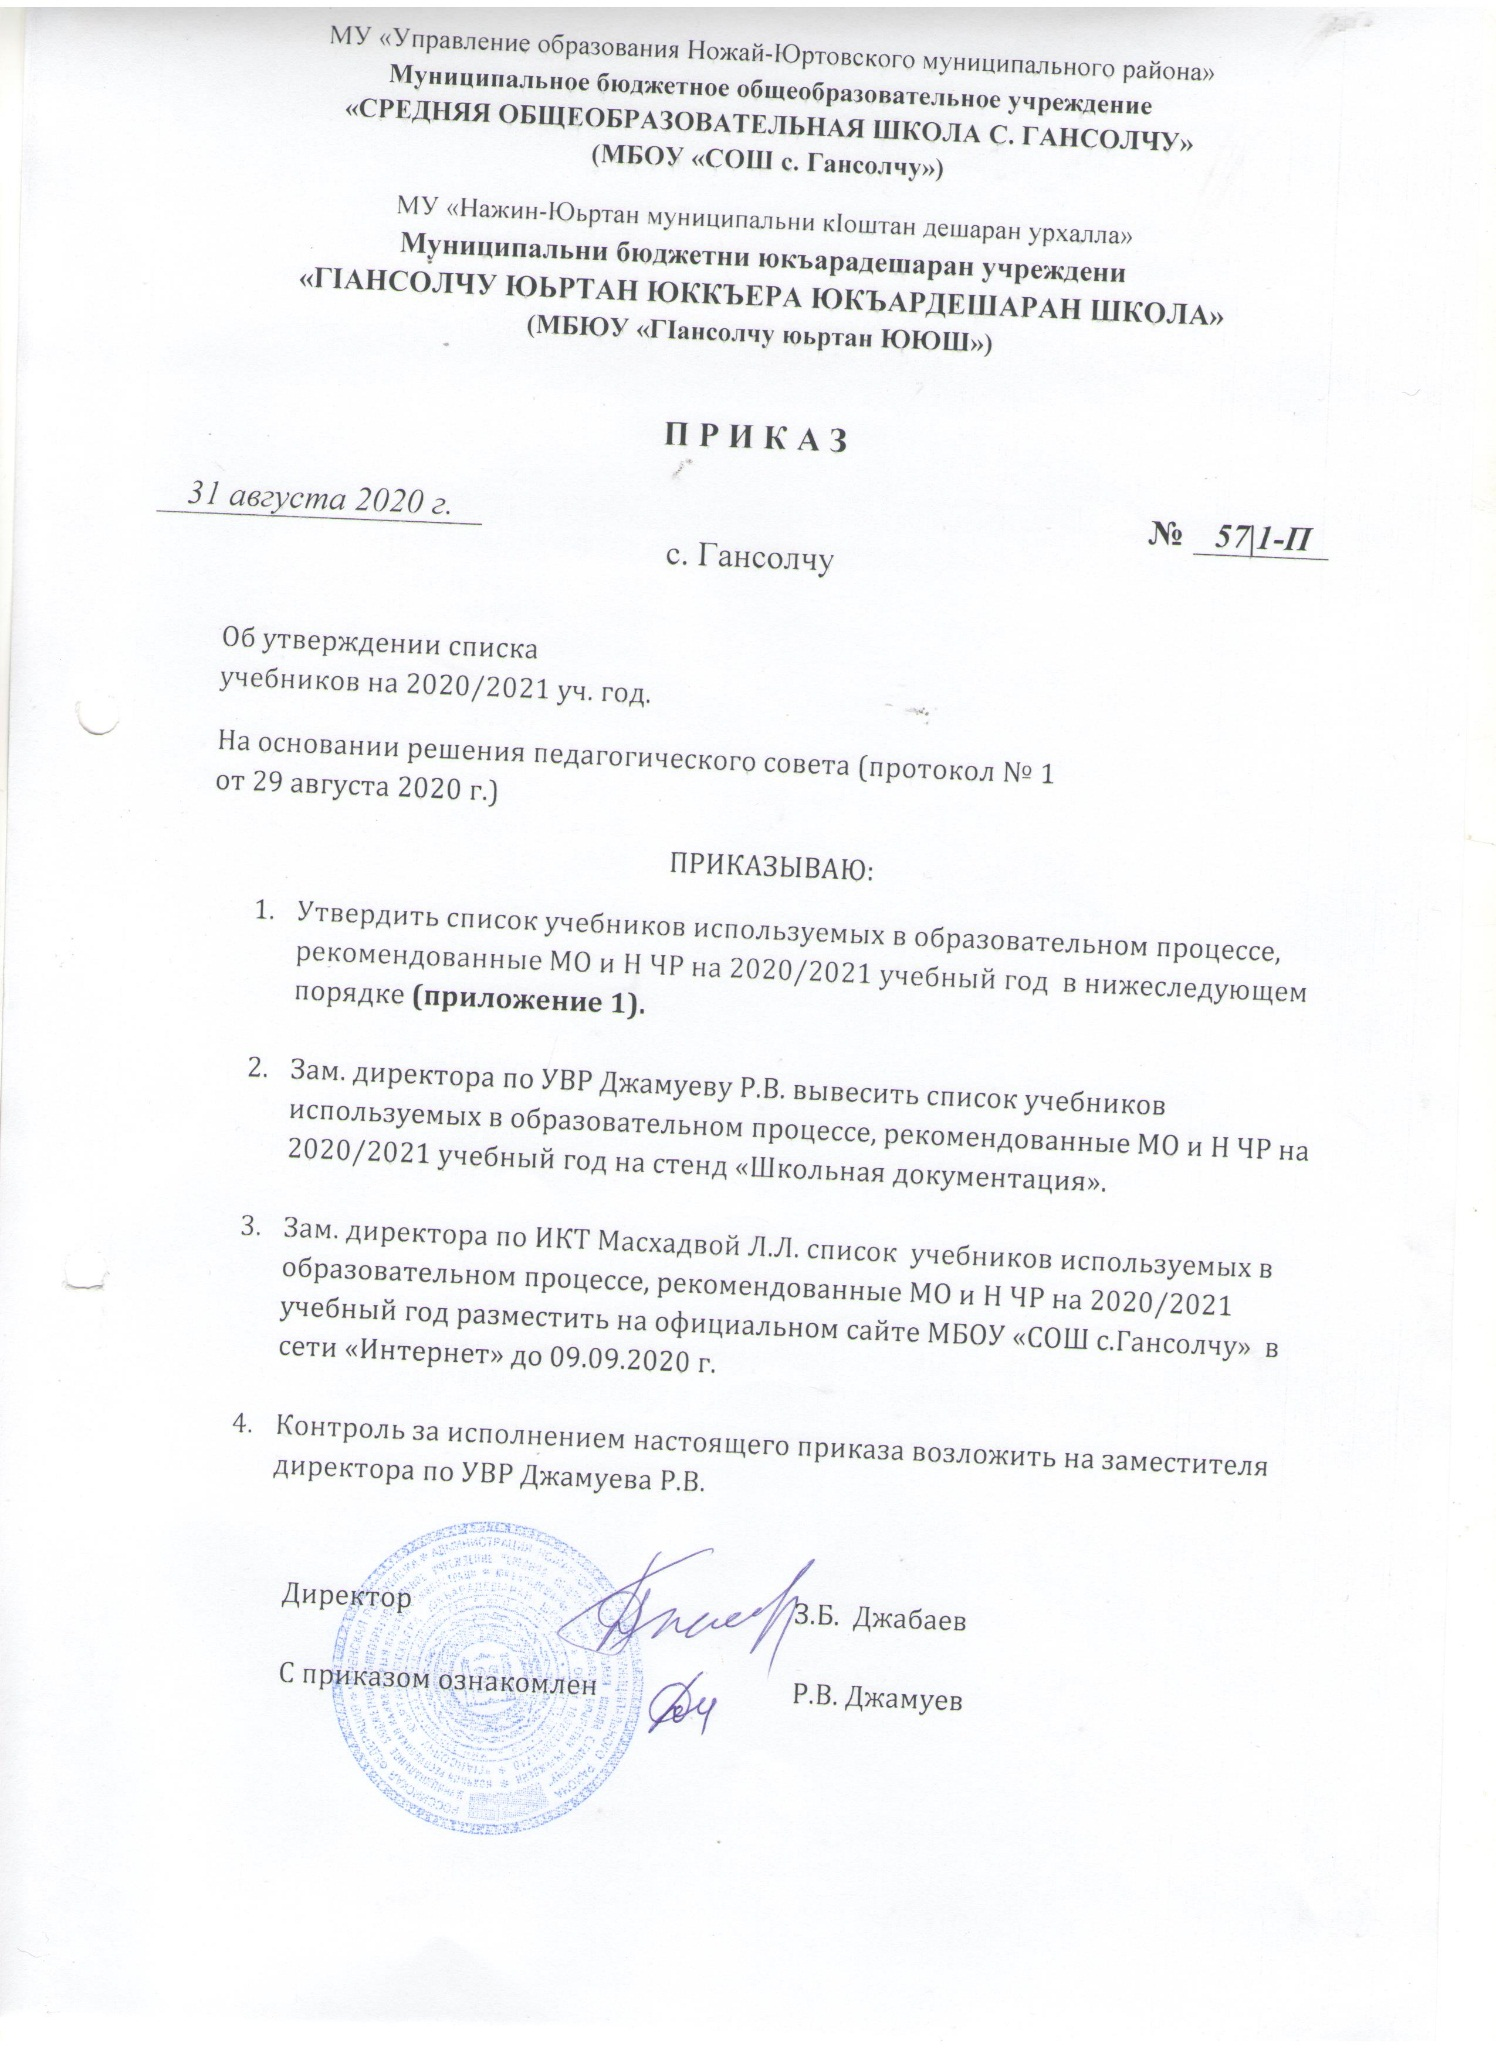 МУ «Управление образования Ножай-Юртовского муниципального района»
Муниципальное бюджетное общеобразовательное учреждение
«СРЕДНЯЯ ОБЩЕОБРАЗОВАТЕЛЬНАЯ ШКОЛА С. ГАНСОЛЧУ»
(МБОУ «СОШ с. Гансолчу»)
МУ «Нажин-Юьртан муниципальни кІоштан дешаран урхалла»
Муниципальни бюджетни юкъарадешаран учреждени
«ГІАНСОЛЧУ ЮЬРТАН ЮККЪЕРА ЮКЪАРДЕШАРАН ШКОЛА»
(МБЮУ «ГІансолчу юьртан ЮЮШ»)
П Р И К А З
31 августа 2020 г.
№ 57|1-П
с. Гансолчу
Об утверждении списка
учебников на 2020/2021 уч. год.
На основании решения педагогического совета (протокол № 1
от 29 августа 2020 г.)
ПРИКАЗЫВАЮ:
1. Утвердить список учебников используемых в образовательном процессе,
рекомендованные МО и Н ЧР на 2020/2021 учебный год в нижеследующем
порядке (приложение 1).
2. Зам. директора по УВР Джамуеву Р.В. вывесить список учебников
используемых в образовательном процессе, рекомендованные МО и Н ЧР на
2020/2021 учебный год на стенд «Школьная документация».
3. Зам. директора по ИКТ Масхадвой Л.Л. список учебников используемых в
образовательном процессе, рекомендованные МО и Н ЧР на 2020/2021
учебный год разместить на официальном сайте МБОУ «СОШ с.Гансолчу» в
сети «Интернет» до 09.09.2020 г.
4. Контроль за исполнением настоящего приказа возложить на заместителя
директора по УВР Джамуева Р.В.
Директор З.Б. Джабаев
С приказом ознакомлен Р.В. Джамуев